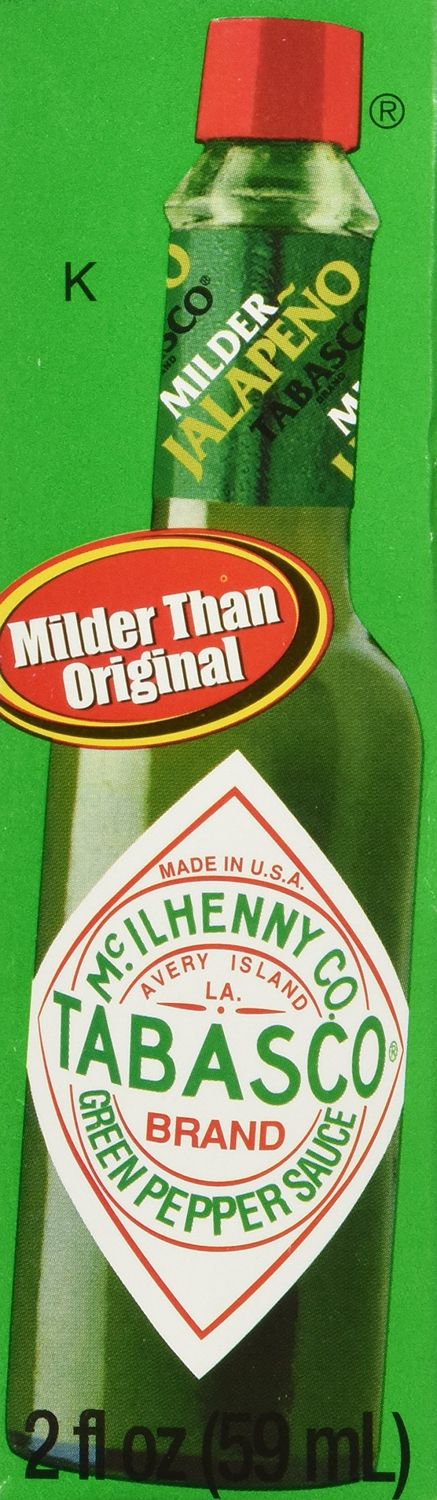 ®
K
MILDER
JALAPEÑO
TABASCO
BRAND
Milder Than
Original
MADE IN U.S.A.
McILHENNY CO.
AVERY ISLAND
LA.
TABASCO®
BRAND
GREEN PEPPER SAUCE
2 fl oz (59 mL)